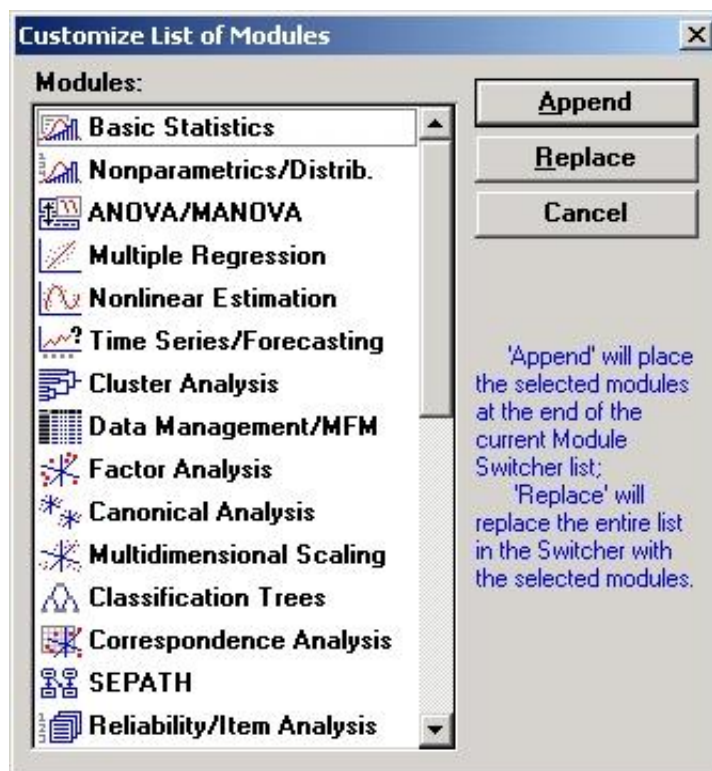 Customize List of Modules
Modules:
Basic Statistics
Nonparametrics/Distrib.
ANOVA/MANOVA
Multiple Regression
Nonlinear Estimation
Time Series/Forecasting
Cluster Analysis
Data Management/MFM
Factor Analysis
Canonical Analysis
Multidimensional Scaling
Classification Trees
Correspondence Analysis
SEPATH
Reliability/Item Analysis
Append
Replace
Cancel
'Append' will place
the selected modules
at the end of the
current Module
Switcher list;
'Replace' will
replace the entire list
in the Switcher with
the selected modules.